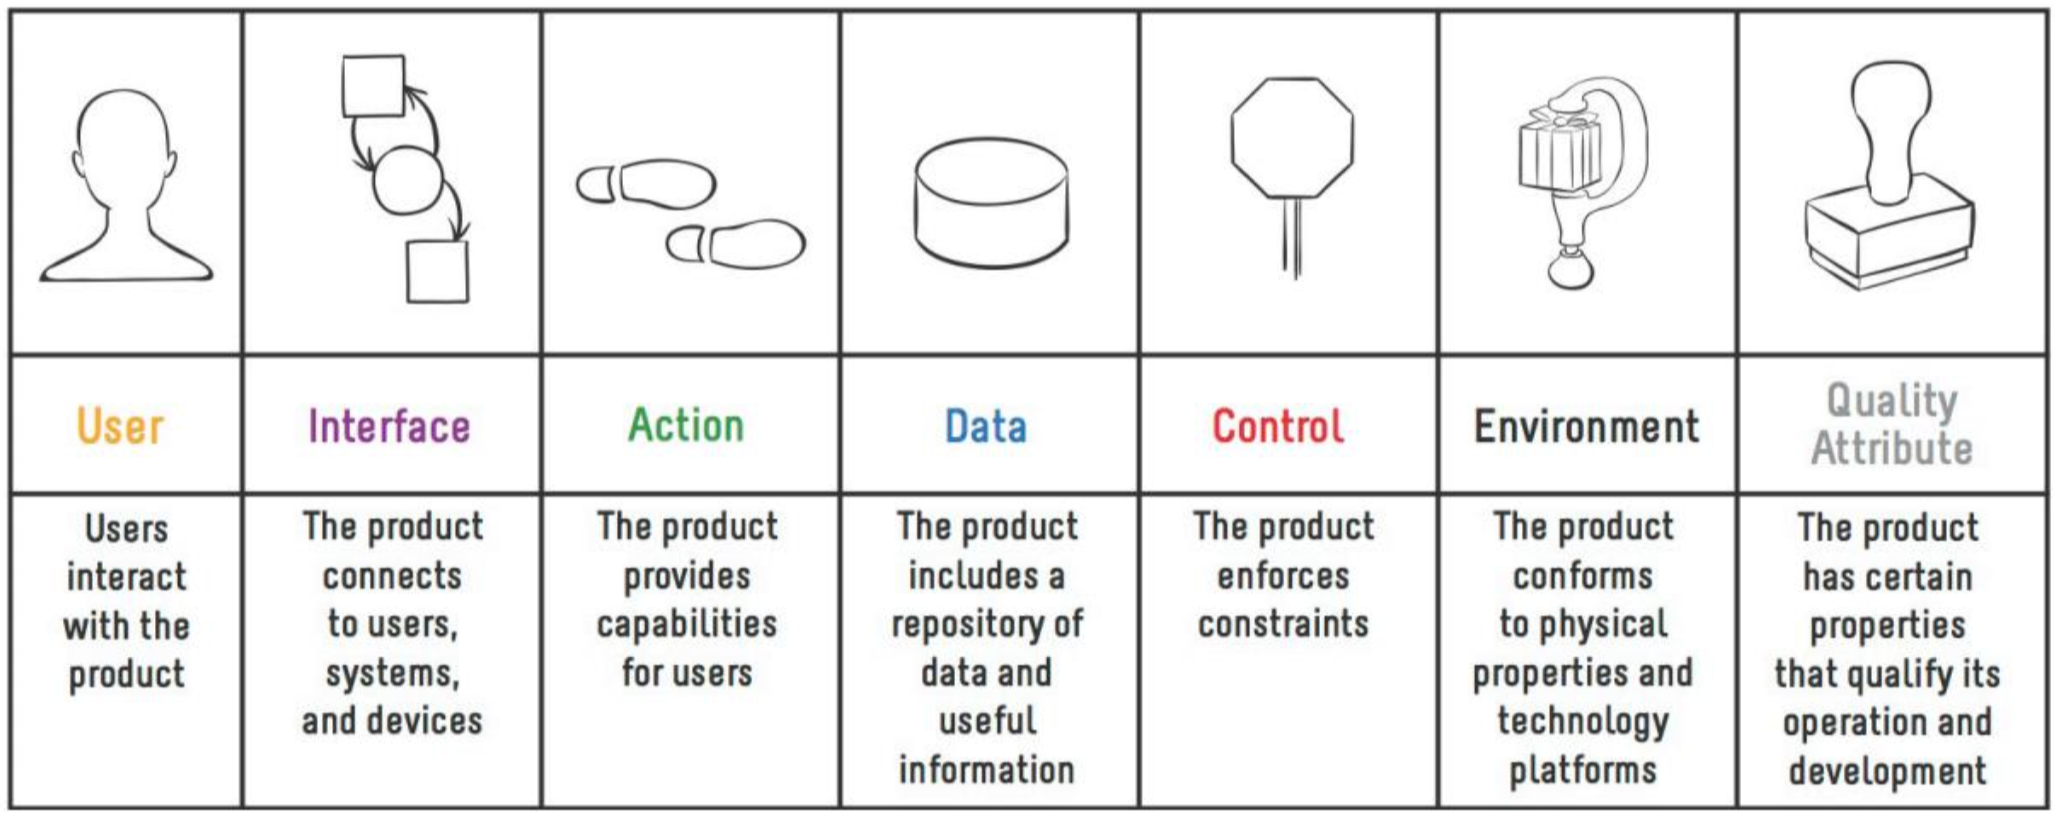 User
Interface
Action
Data
Control
Environment
Quality
Attribute
Users
interact
with the
product
The product
connects
to users,
systems,
and devices
The product
provides
capabilities
for users
The product
includes a
repository of
data and
useful
information
The product
enforces
constraints
The product
conforms
to physical
properties and
technology
platforms
The product
has certain
properties
that qualify its
operation and
development